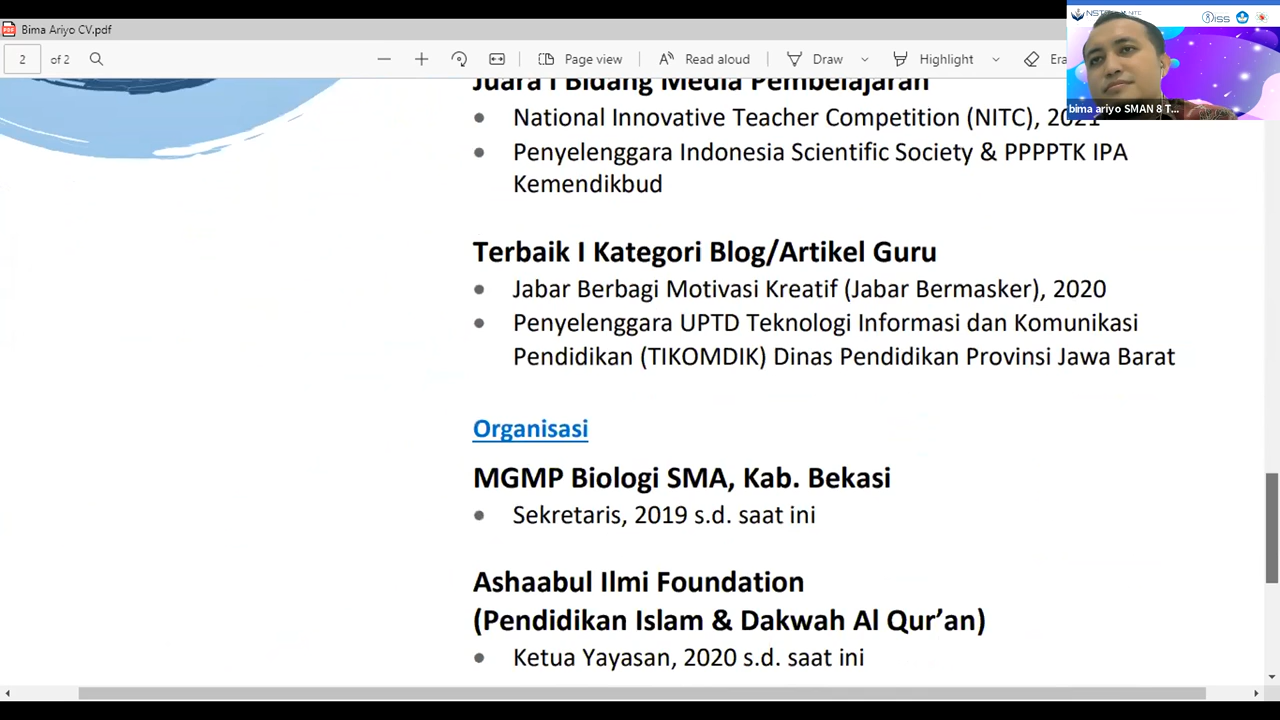 Bima Ariyo CV.pdf
2 of 2
Page view
Read aloud
Draw
Highlight
NITC
iss
bima ariyo SMAN 8 T...
Juara I Bidang Media Pembelajaran
National Innovative Teacher Competition (NITC), 2021
Penyelenggara Indonesia Scientific Society & PPPPTK IPA
Kemendikbud
Terbaik I Kategori Blog/Artikel Guru
Jabar Berbagi Motivasi Kreatif (Jabar Bermasker), 2020
Penyelenggara UPTD Teknologi Informasi dan Komunikasi
Pendidikan (TIKOMDIK) Dinas Pendidikan Provinsi Jawa Barat
Organisasi
MGMP Biologi SMA, Kab. Bekasi
Sekretaris, 2019 s.d. saat ini
Ashaabul Ilmi Foundation
(Pendidikan Islam & Dakwah Al Qur’an)
Ketua Yayasan, 2020 s.d. saat ini